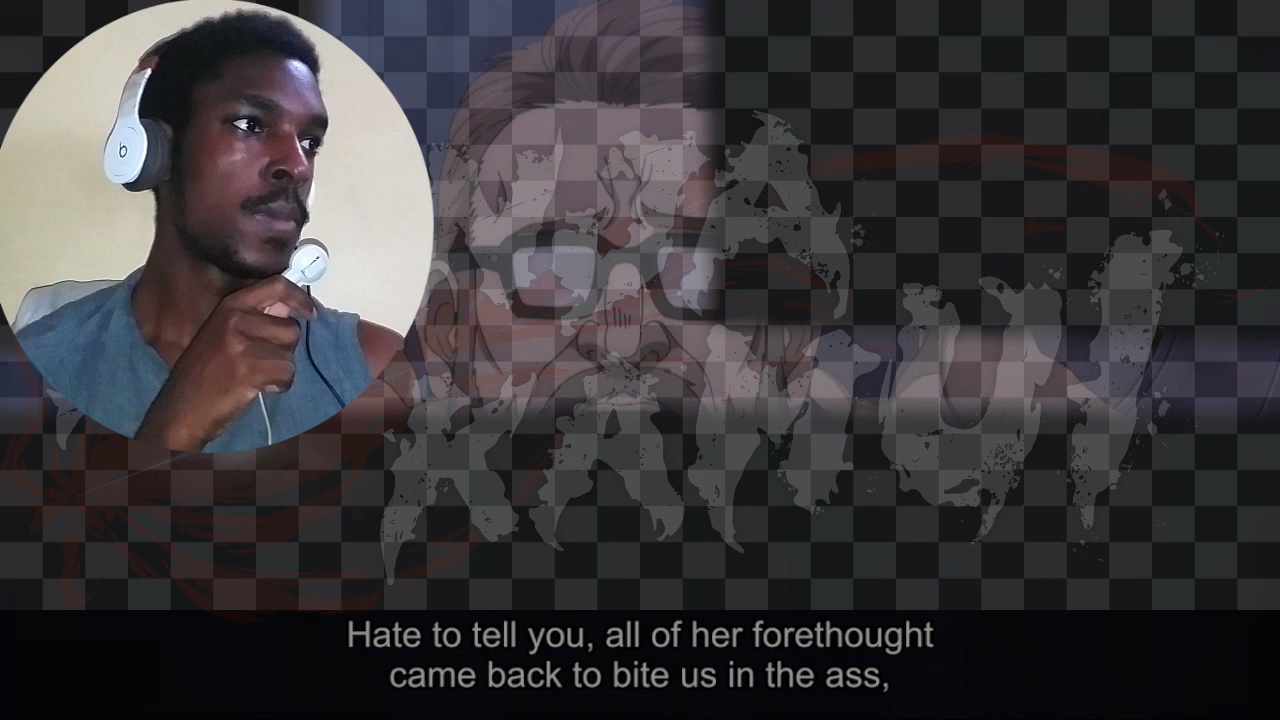 Hate to tell you, all of her forethought
came back to bite us in the ass,